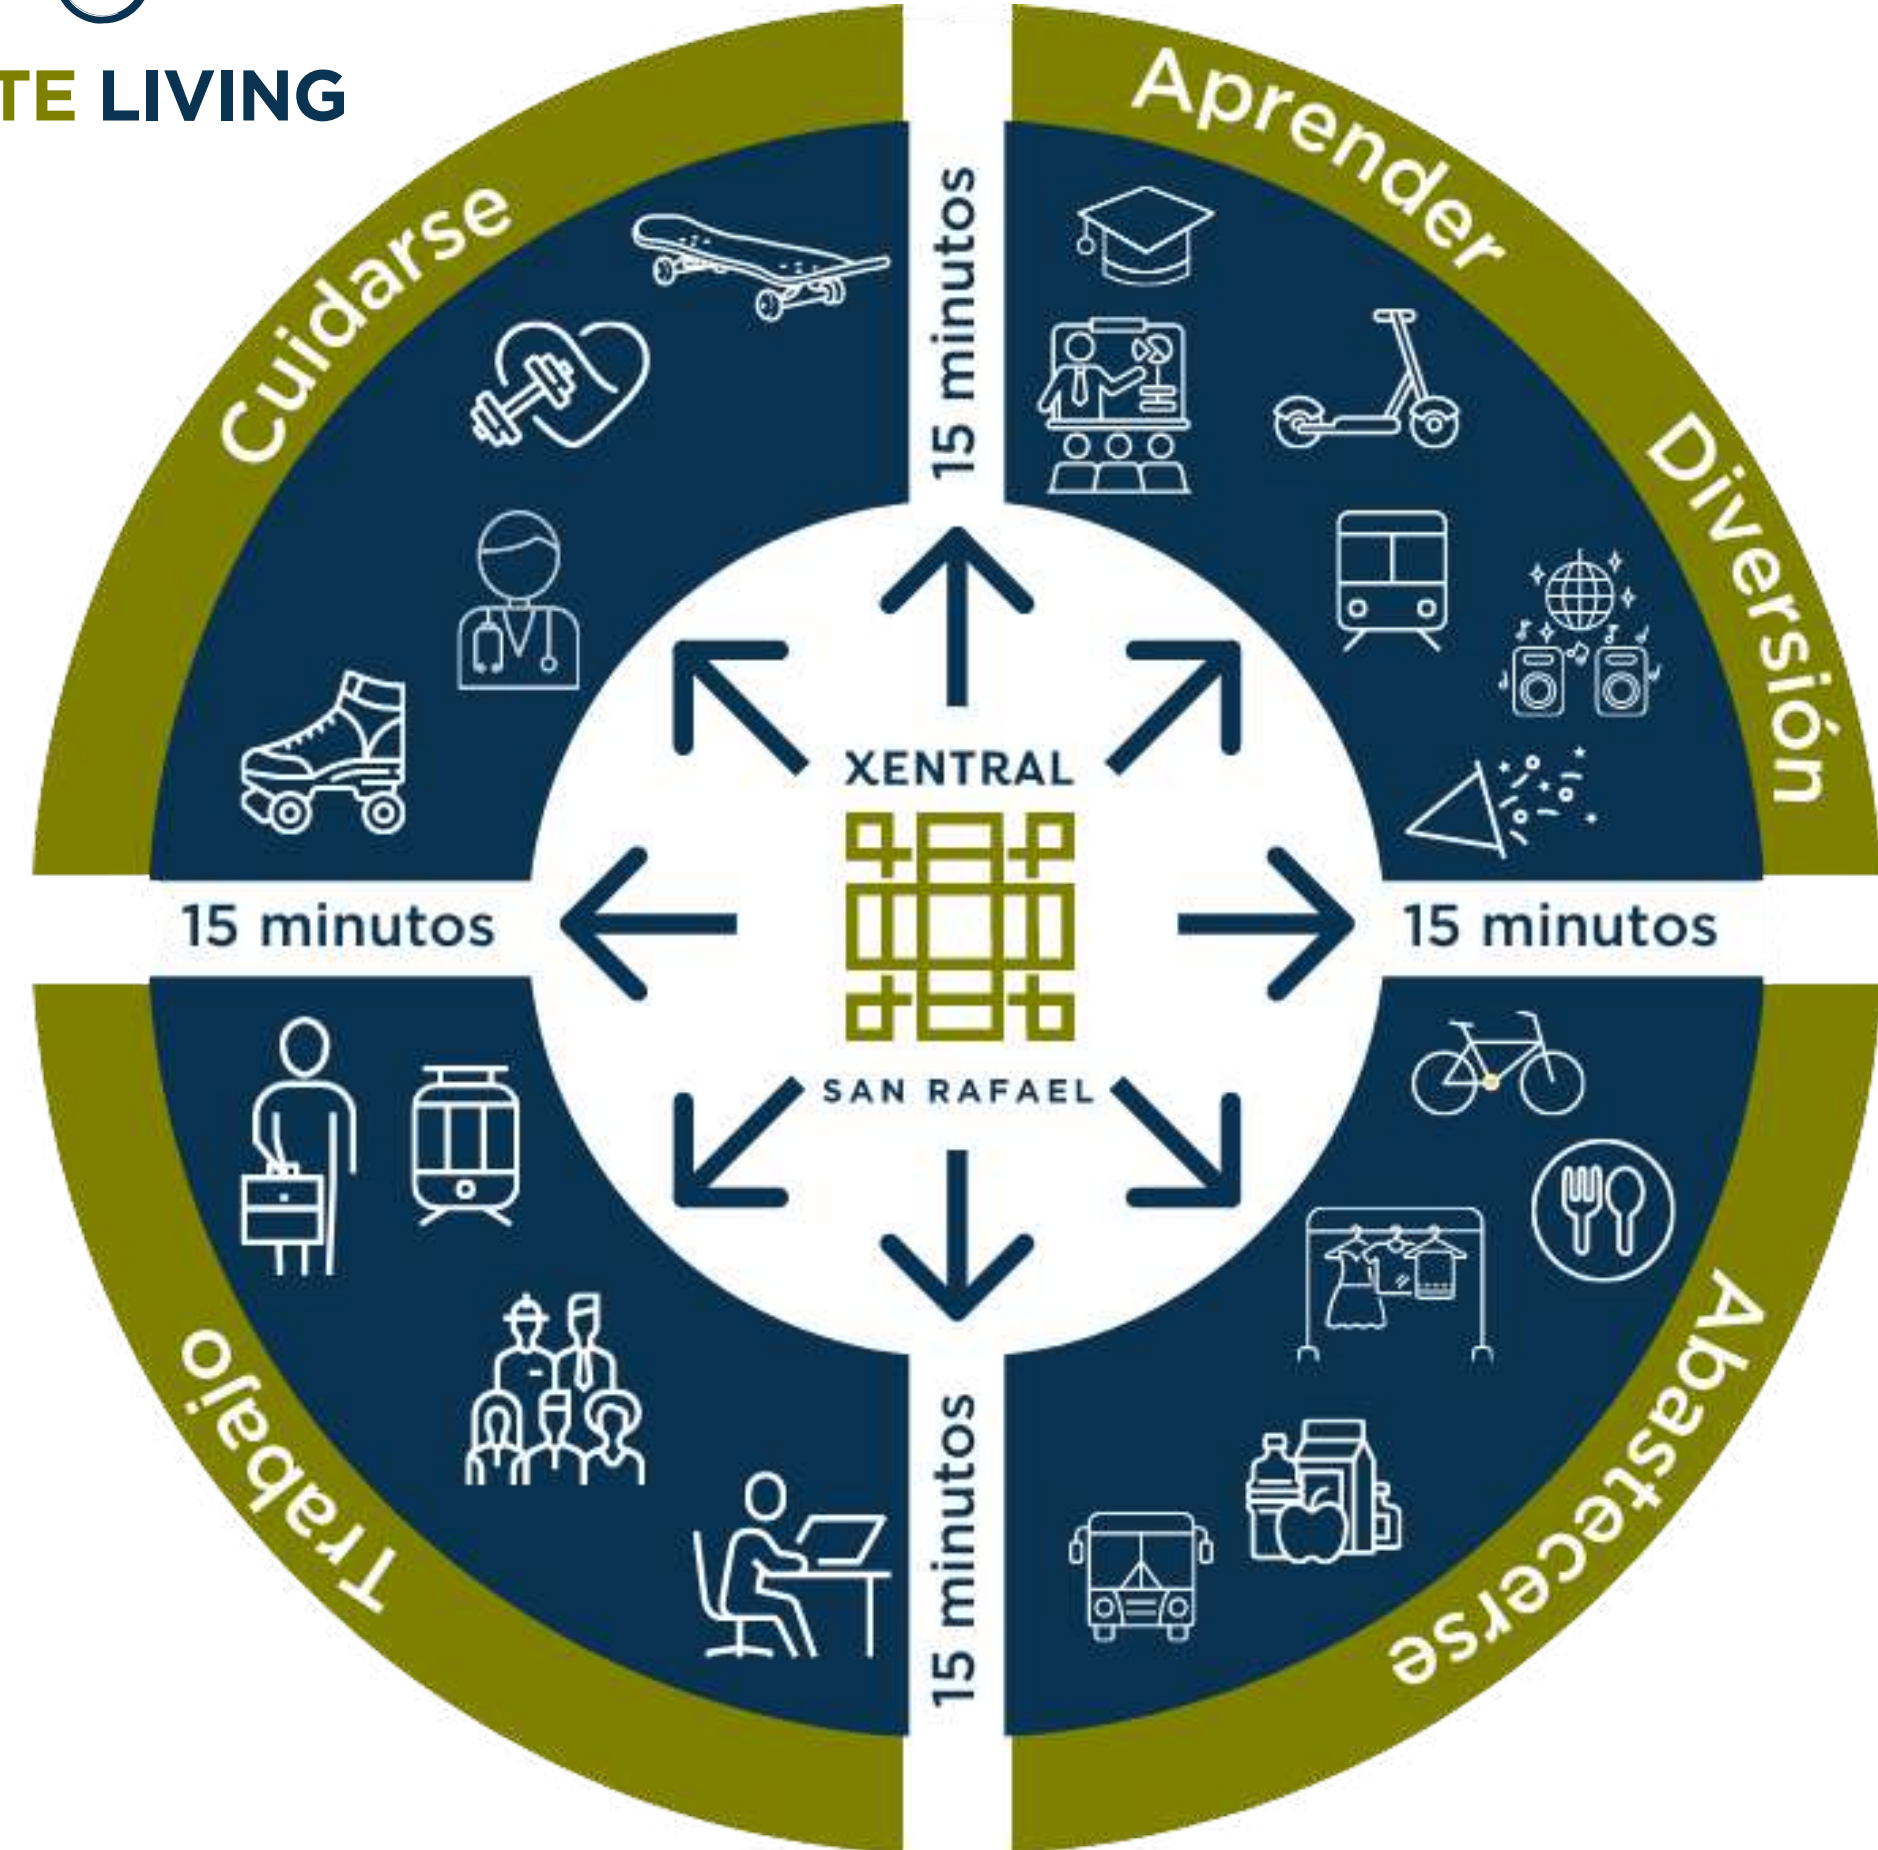 TE LIVING
Cuidarse
Aprender
Diversión
15 minutos
XENTRAL
15 minutos
15 minutos
SAN RAFAEL
Trabajo
Abastecerse
15 minutos